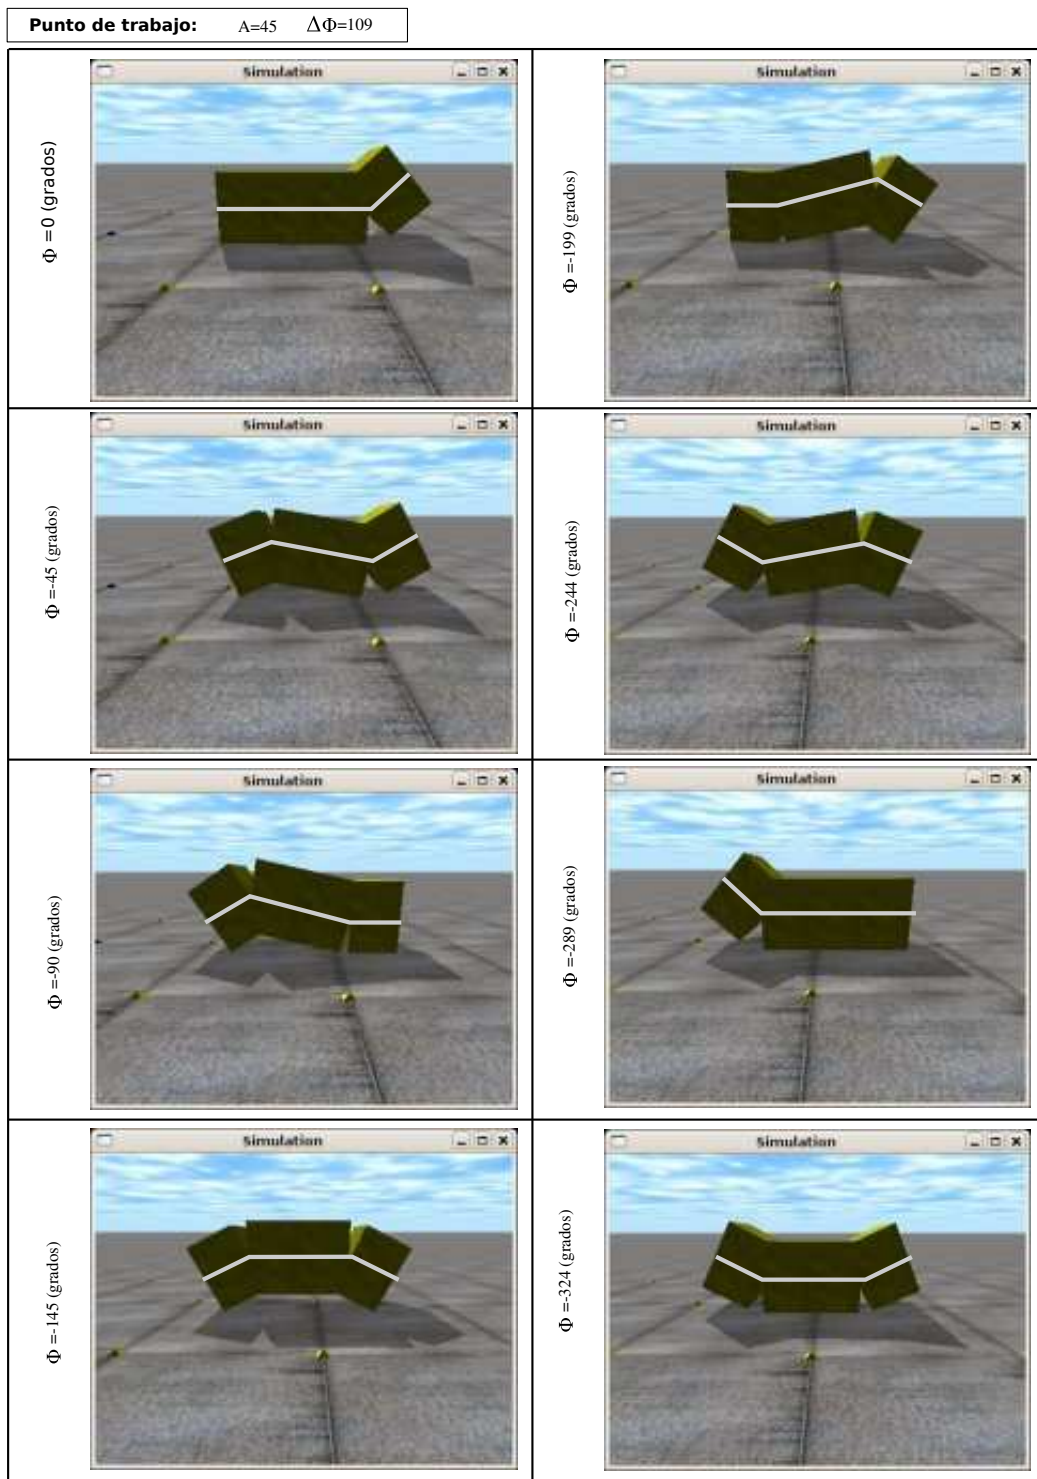 Punto de trabajo: A=45 ΔΦ=109
Simulation
Φ =0 (grados)
Simulation
Φ =-199 (grados)
Simulation
Φ =-45 (grados)
Simulation
Φ =-244 (grados)
Simulation
Φ =-90 (grados)
Simulation
Φ =-289 (grados)
Simulation
Φ =-145 (grados)
Simulation
Φ =-324 (grados)